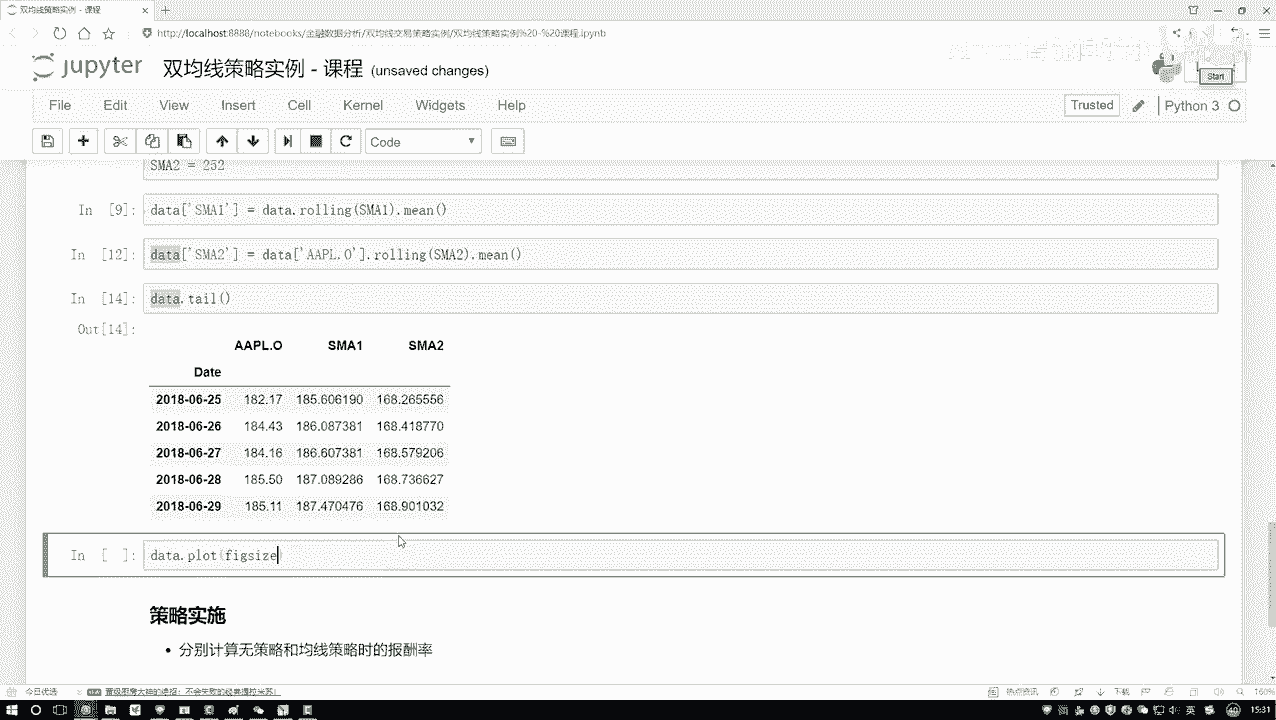 双均线策略实例 - 课程
http://localhost:8888/notebooks/金融数据分析/双均线交易策略实例/双均线策略实例%20-%20课程.ipynb
jupyter 双均线策略实例 - 课程 (unsaved changes)
Start
File Edit View Insert Cell Kernel Widgets Help
Trusted Python 3
Code
SMA2 = 252
In [9]: data['SMA1'] = data.rolling(SMA1).mean()
In [12]: data['SMA2'] = data['AAPL.O'].rolling(SMA2).mean()
In [14]: data.tail()
Out[14]:
AAPL.O SMA1 SMA2
Date
2018-06-25 182.17 185.606190 168.265556
2018-06-26 184.43 186.087381 168.418770
2018-06-27 184.16 186.607381 168.579206
2018-06-28 185.50 187.089286 168.736627
2018-06-29 185.11 187.470476 168.901032
In [ ]: data.plot(figsize)
策略实施
• 分别计算无策略和均线策略时的报酬率
今日优选
热点资讯 下载 160%
英 15:31